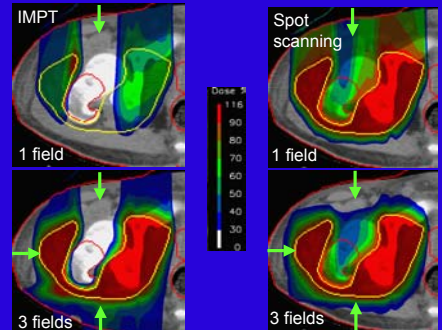 IMPT
Spot
scanning
1 field
1 field
Dose %
116
90
80
70
60
50
40
30
0
3 fields
3 fields